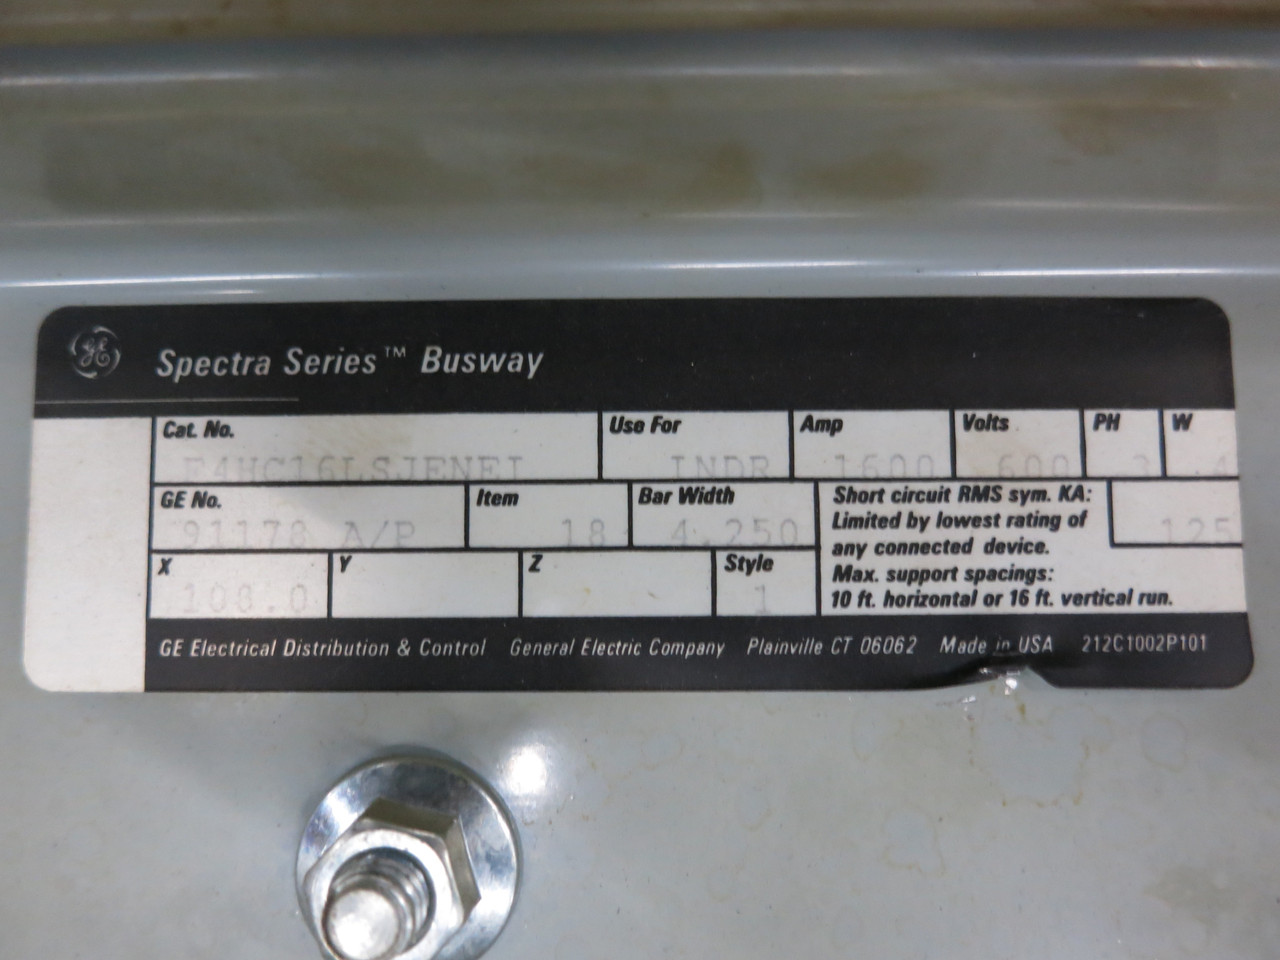 GE Spectra Series™ Busway
Cat. No. Use For Amp Volts PH W
INDR 1600 600 3 4
GE No. Item Bar Width Short circuit RMS sym. KA:
91178 A/P 18 4.250 Limited by lowest rating of 125
any connected device.
X Y Z Style Max. support spacings:
1 10 ft. horizontal or 16 ft. vertical run.
GE Electrical Distribution & Control General Electric Company Plainville CT 06062 Made in USA 212C1002P101